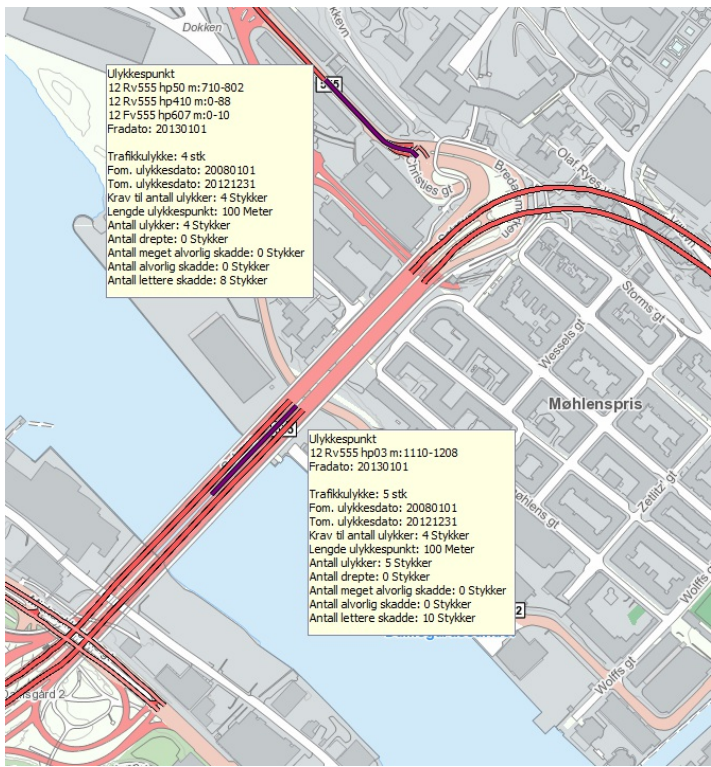 Dokken
Ulykkespunkt
12 Rv555 hp50 m:710-802
12 Rv555 hp410 m:0-88
12 Fv555 hp607 m:0-10
Fradato: 20130101
Trafikkulykke: 4 stk
Fom. ulykkesdato: 20080101
Tom. ulykkesdato: 20121231
Krav til antall ulykker: 4 Stykker
Lengde ulykkespunkt: 100 Meter
Antall ulykker: 4 Stykker
Antall drepte: 0 Stykker
Antall meget alvorlig skadde: 0 Stykker
Antall alvorlig skadde: 0 Stykker
Antall lettere skadde: 8 Stykker
Christies gt
Olaf Ryes
Storms gt
Wessels gt
Møhlenspris
Zetlitz' gt
Ulykkespunkt
12 Rv555 hp03 m:1110-1208
Fradato: 20130101
Trafikkulykke: 5 stk
Fom. ulykkesdato: 20080101
Tom. ulykkesdato: 20121231
Krav til antall ulykker: 4 Stykker
Lengde ulykkespunkt: 100 Meter
Antall ulykker: 5 Stykker
Antall drepte: 0 Stykker
Antall meget alvorlig skadde: 0 Stykker
Antall alvorlig skadde: 0 Stykker
Antall lettere skadde: 10 Stykker
Wolffs gt
Wolffs gt